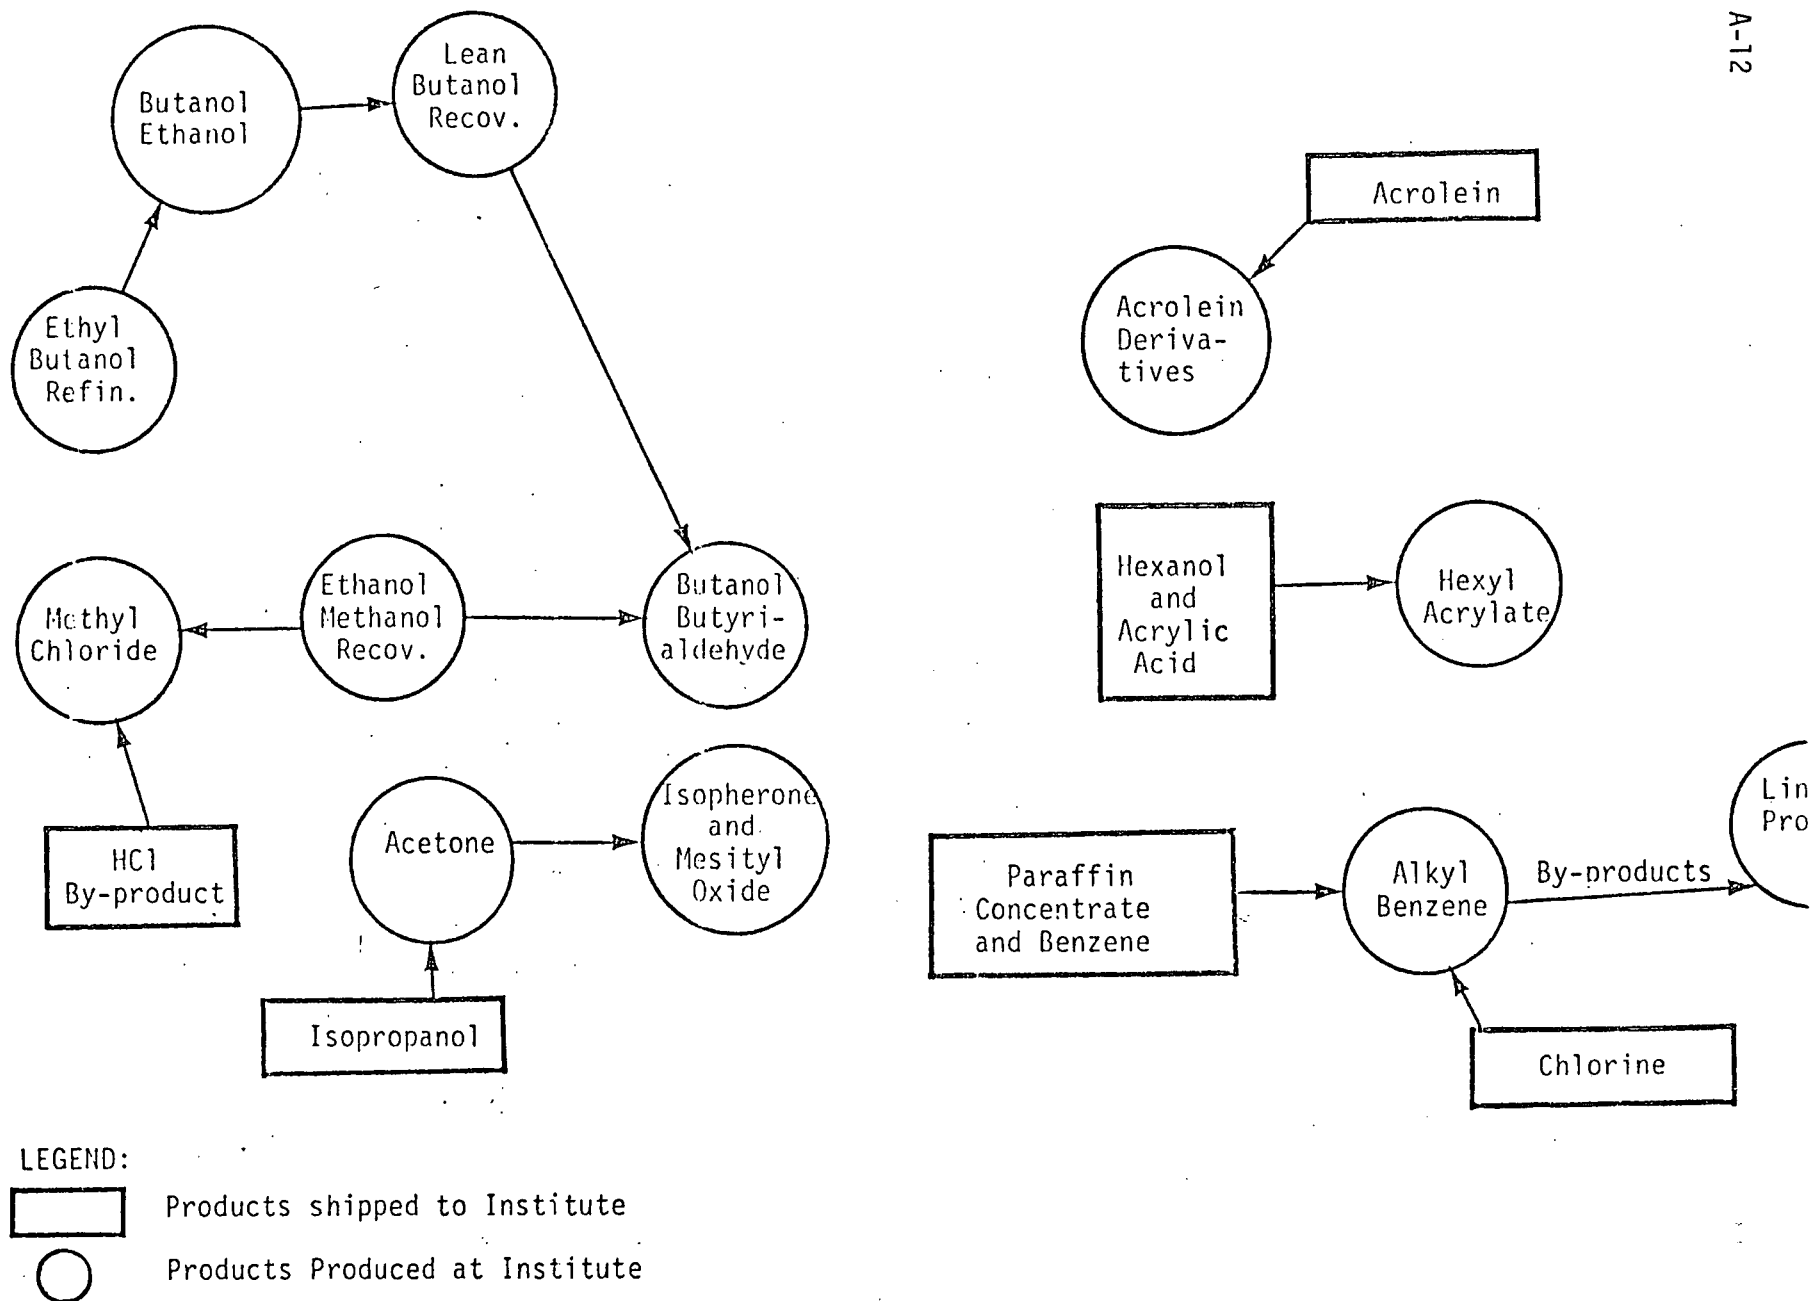 A-12
Lean
Butanol
Recov.
Butanol
Ethanol
Ethyl
Butanol
Refin.
Acrolein
Acrolein
Deriva-
tives
Methyl
Chloride
Ethanol
Methanol
Recov.
Butanol
Butyri-
aldehyde
Hexanol
and
Acrylic
Acid
Hexyl
Acrylate
HCl
By-product
Acetone
Isopherone
and
Mesityl
Oxide
Isopropanol
Paraffin
Concentrate
and Benzene
Alkyl
Benzene
By-products
Lin
Pro
Chlorine
LEGEND:
Products shipped to Institute
Products Produced at Institute